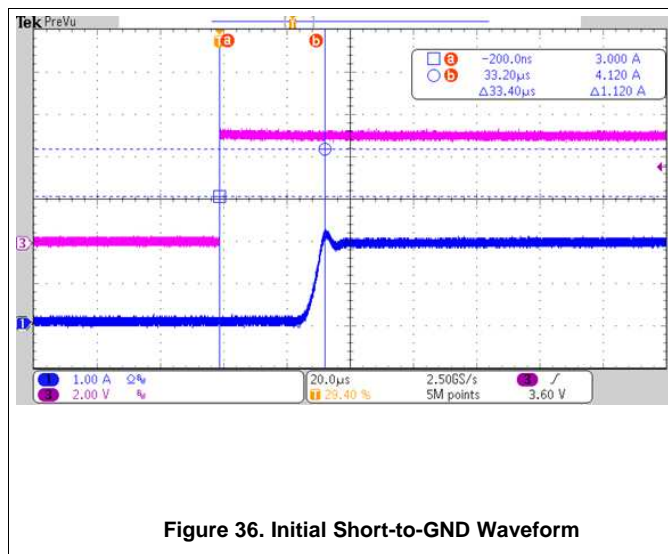 Tek PreVu [ T ]
T a b
a -200.0ns 3.000 A
b 33.20µs 4.120 A
Δ33.40µs Δ1.120 A
3
1
1 1.00 A Ω
3 2.00 V
20.0µs 2.50GS/s 3
T 29.40 % 5M points 3.60 V
Figure 36. Initial Short-to-GND Waveform